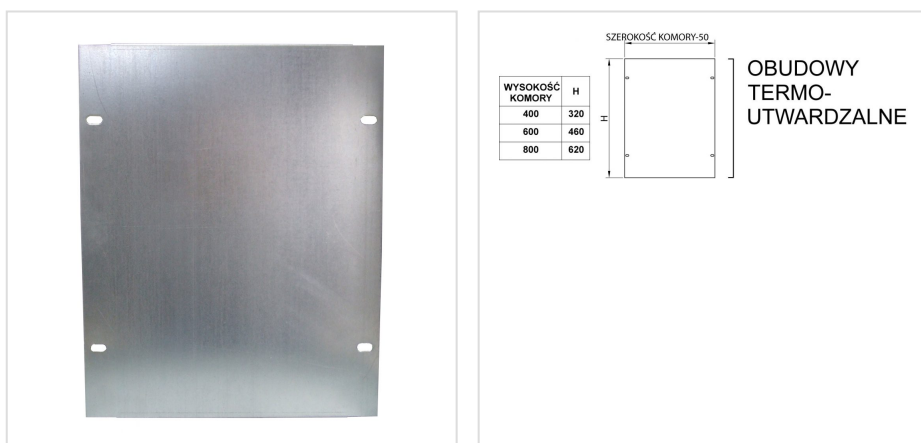 SZEROKOŚĆ KOMORY-50
WYSOKOŚĆ
KOMORY H
400 320
600 460
800 620
H
OBUDOWY
TERMO-
UTWARDZALNE